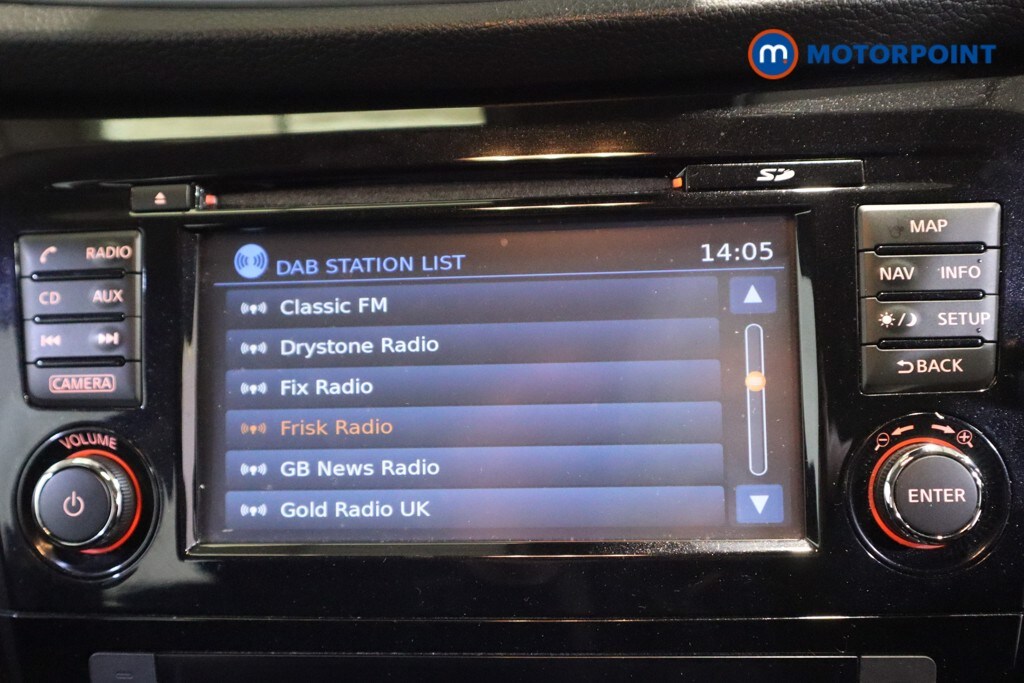 m MOTORPOINT
SD
RADIO
CD AUX
CAMERA
VOLUME
DAB STATION LIST 14:05
Classic FM
Drystone Radio
Fix Radio
Frisk Radio
GB News Radio
Gold Radio UK
MAP
NAV INFO
SETUP
BACK
ENTER